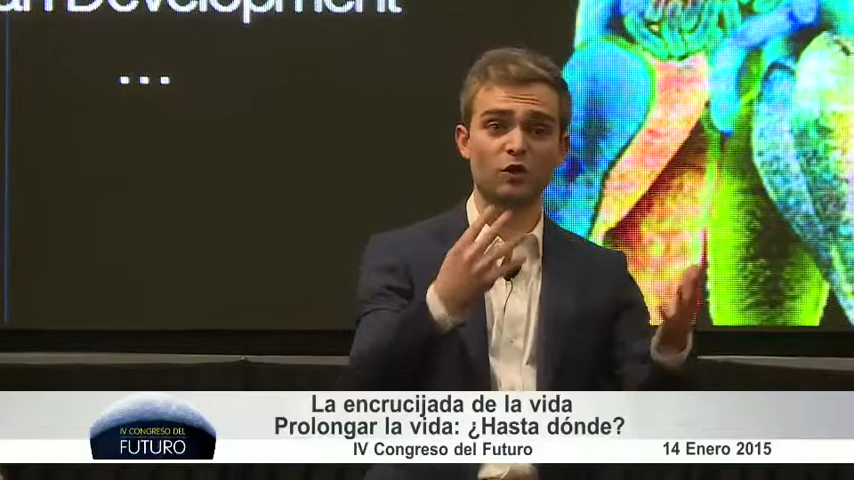 Development
...
La encrucijada de la vida
Prolongar la vida: ¿Hasta dónde?
IV CONGRESO DEL
FUTURO
IV Congreso del Futuro
14 Enero 2015